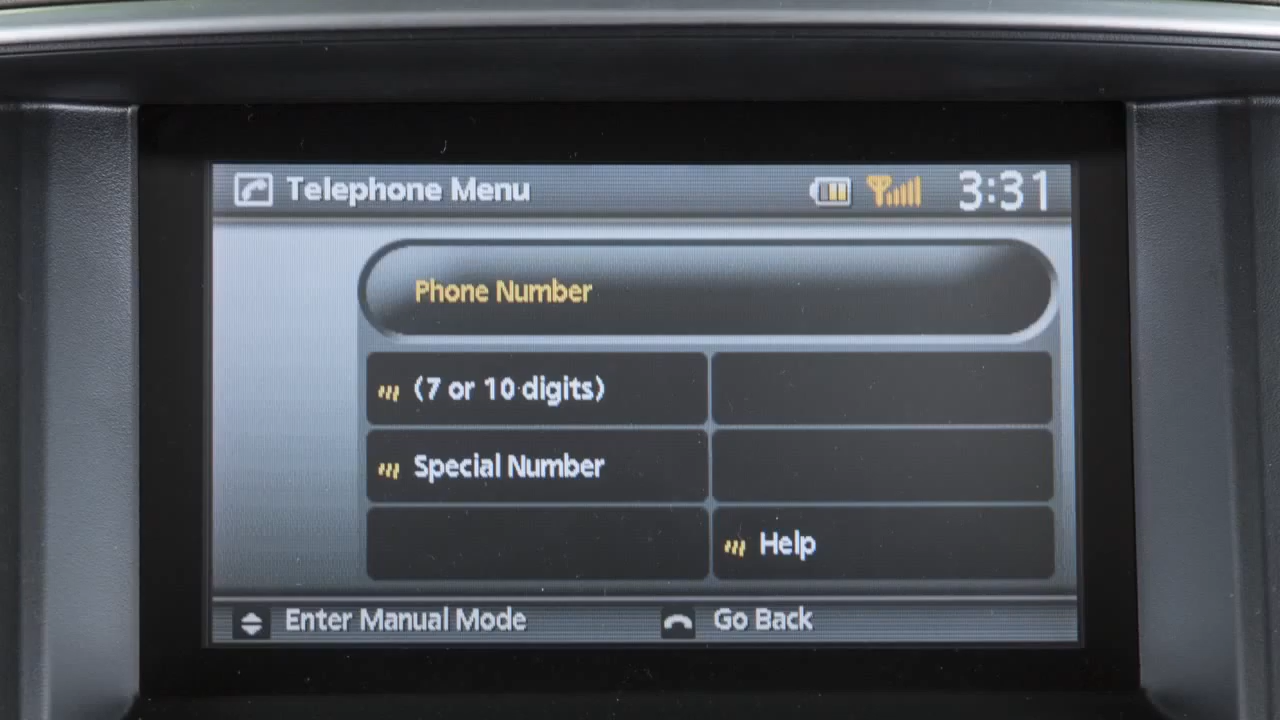 Telephone Menu 3:31
Phone Number
(7 or 10 digits)
Special Number
Help
Enter Manual Mode Go Back